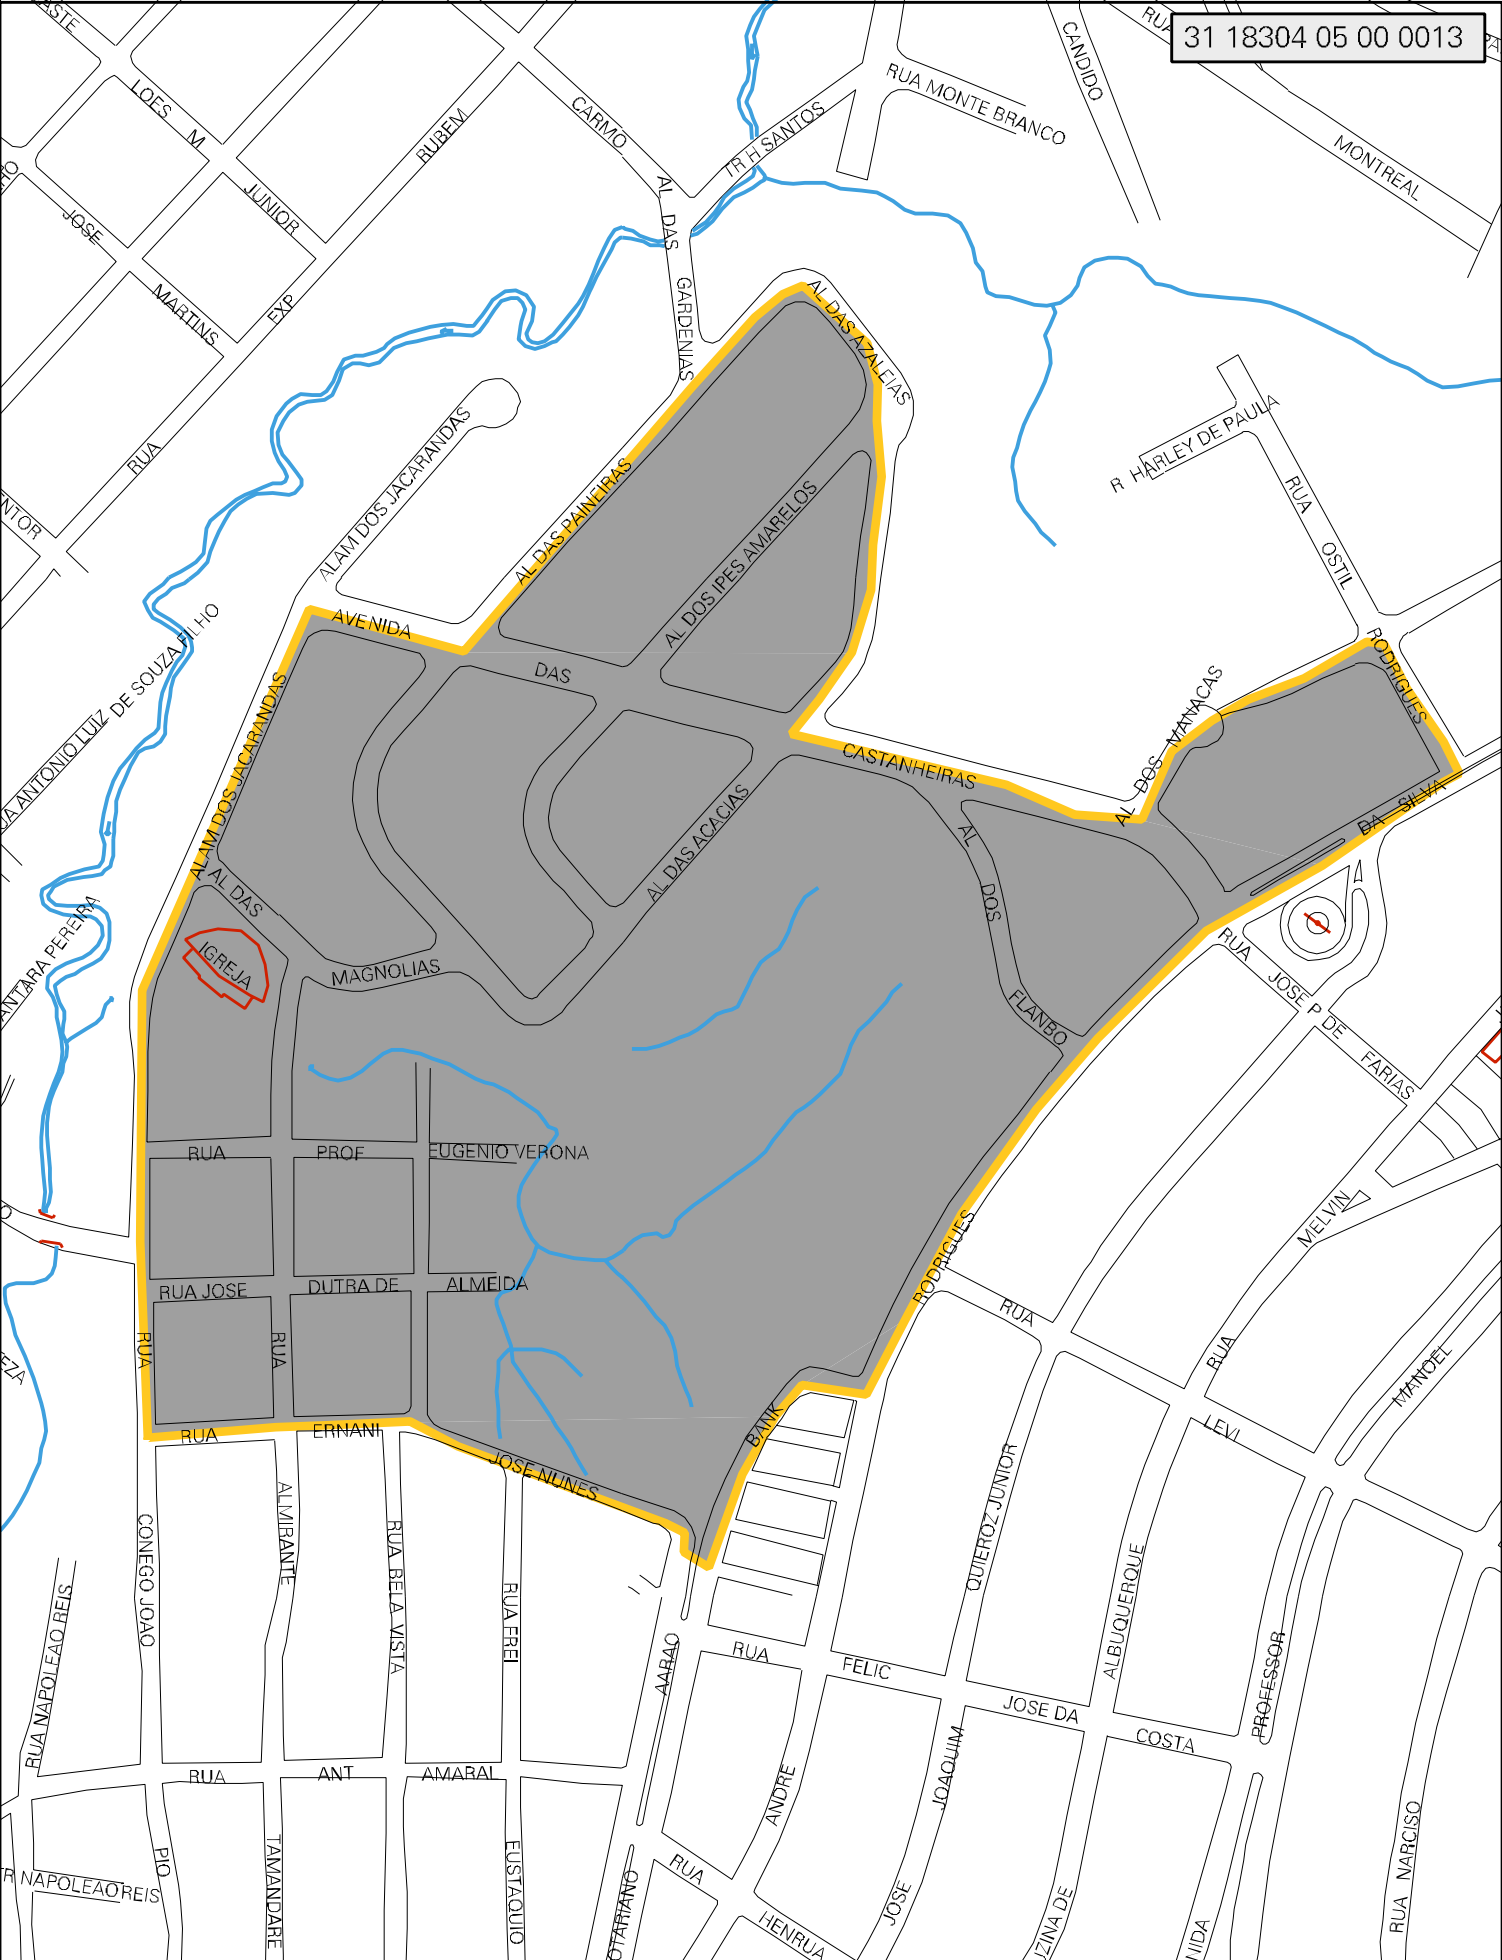 31 18304 05 00 0013
RUA
CANDIDO
LOES M
JUNIOR
RUBEM
CARMO
TR H SANTOS
RUA MONTE BRANCO
MONTREAL
JOSE
MARTINS
EXP
RUA
AL DAS GARDENIAS
AL DAS AZALEIAS
R HARLEY DE PAULA
RUA OSTIL
ALAM DOS JACARANDAS
AL DAS PAINEIRAS
AL DOS IPES AMARELOS
AVENIDA
DAS
CASTANHEIRAS
AL DOS MANACAS
RODRIGUES
DA SILVA
DE SOUZA FILHO
ANTONIO LUIZ
ALAM DOS JACARANDAS
AL DAS
MAGNOLIAS
AL DAS ACACIAS
AL DOS
FLANBO
IGREJA
ANTARA PEREIRA
RUA
JOSE P DE
FARIAS
RUA PROF EUGENIO VERONA
RUA JOSE DUTRA DE ALMEIDA
RUA
RUA
RODRIGUES
RUA
MELVIN
RUA
MANOEL
LEVI
BANK
RUA ERNANI
JOSE NUNES
CONEGO JOAO
ALMIRANTE
RUA BELA VISTA
RUA FREI
QUIEROZ JUNIOR
ALBUQUERQUE
PROFESSOR
RUA NAPOLEAO REIS
AARAO
RUA
FELIC
JOSE DA
COSTA
RUA ANT AMARAL
ANDRE
JOAQUIM
RUA NARCISO
PIO
TAMANDARE
EUSTAQUIO
NAPOLEAO REIS
RUA
HENRUA
JOSE